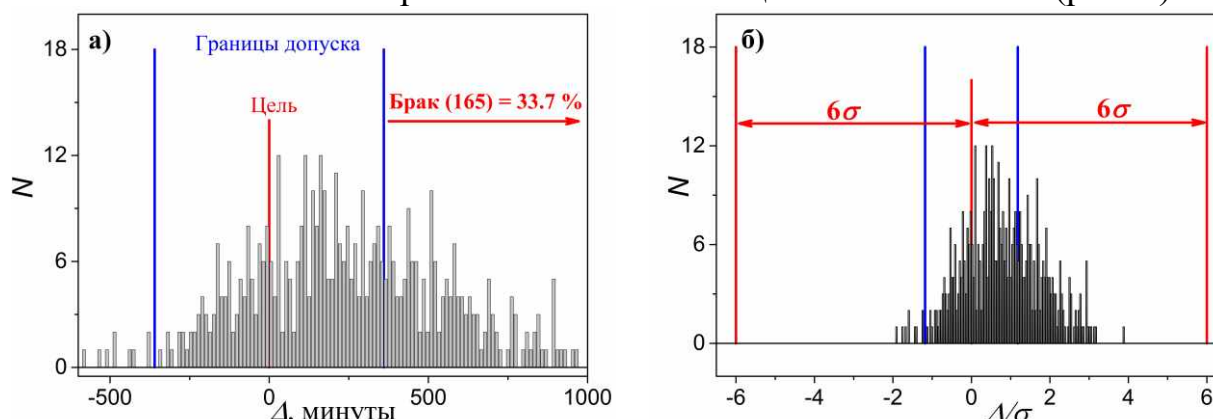 а)
Границы допуска
Цель
Брак (165) = 33.7 %
N
18
12
6
0
-500
0
500
1000
Δ, минуты
б)
6σ
6σ
N
18
12
6
0
-6
-4
-2
0
2
4
6
Δ/σ